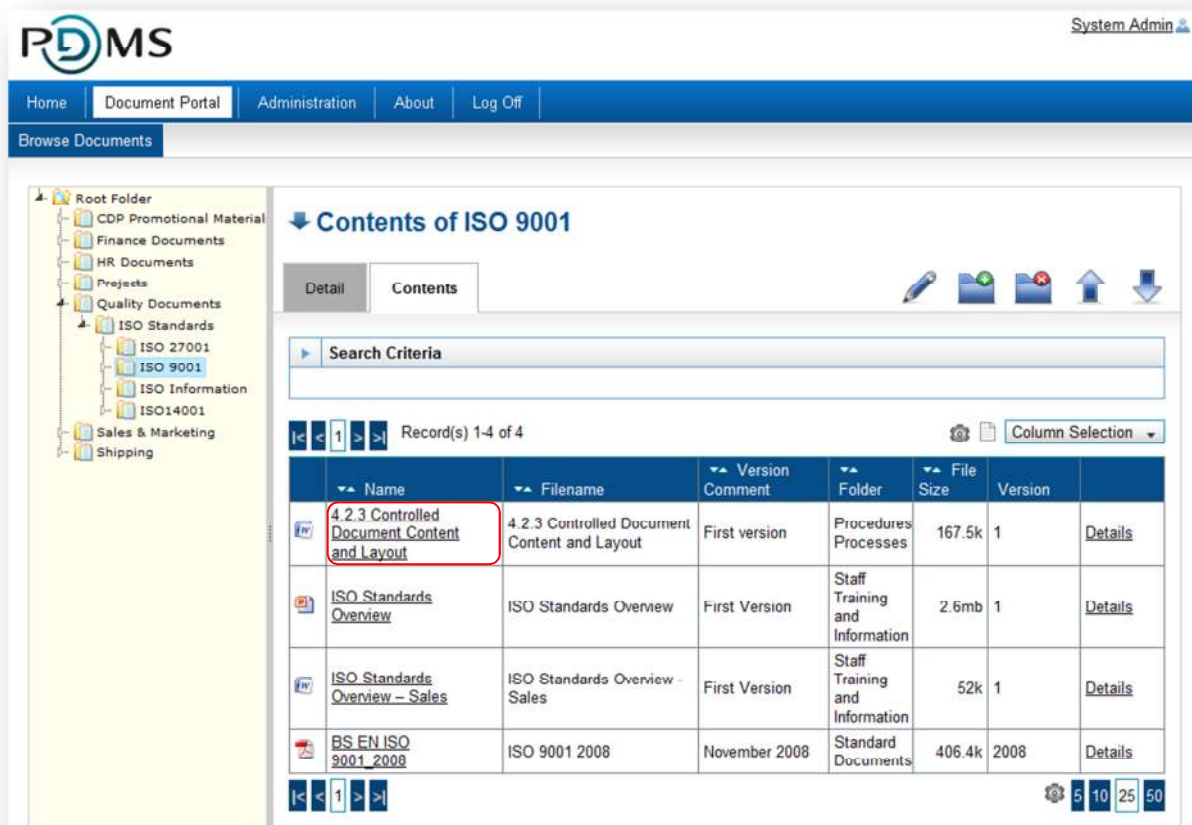 PDMS
System Admin
Home Document Portal Administration About Log Off
Browse Documents
Root Folder
CDP Promotional Material
Finance Documents
HR Documents
Projects
Quality Documents
ISO Standards
ISO 27001
ISO 9001
ISO Information
ISO14001
Sales & Marketing
Shipping
Contents of ISO 9001
Detail Contents
Search Criteria
|< < 1 > >| Record(s) 1-4 of 4 Column Selection
Name Filename Version Comment Folder File Size Version
4.2.3 Controlled Document Content and Layout 4.2.3 Controlled Document Content and Layout First version Procedures Processes 167.5k 1 Details
ISO Standards Overview ISO Standards Overview First Version Staff Training and Information 2.6mb 1 Details
ISO Standards Overview – Sales ISO Standards Overview - Sales First Version Staff Training and Information 52k 1 Details
BS EN ISO 9001_2008 ISO 9001 2008 November 2008 Standard Documents 406.4k 2008 Details
|< < 1 > >| 5 10 25 50